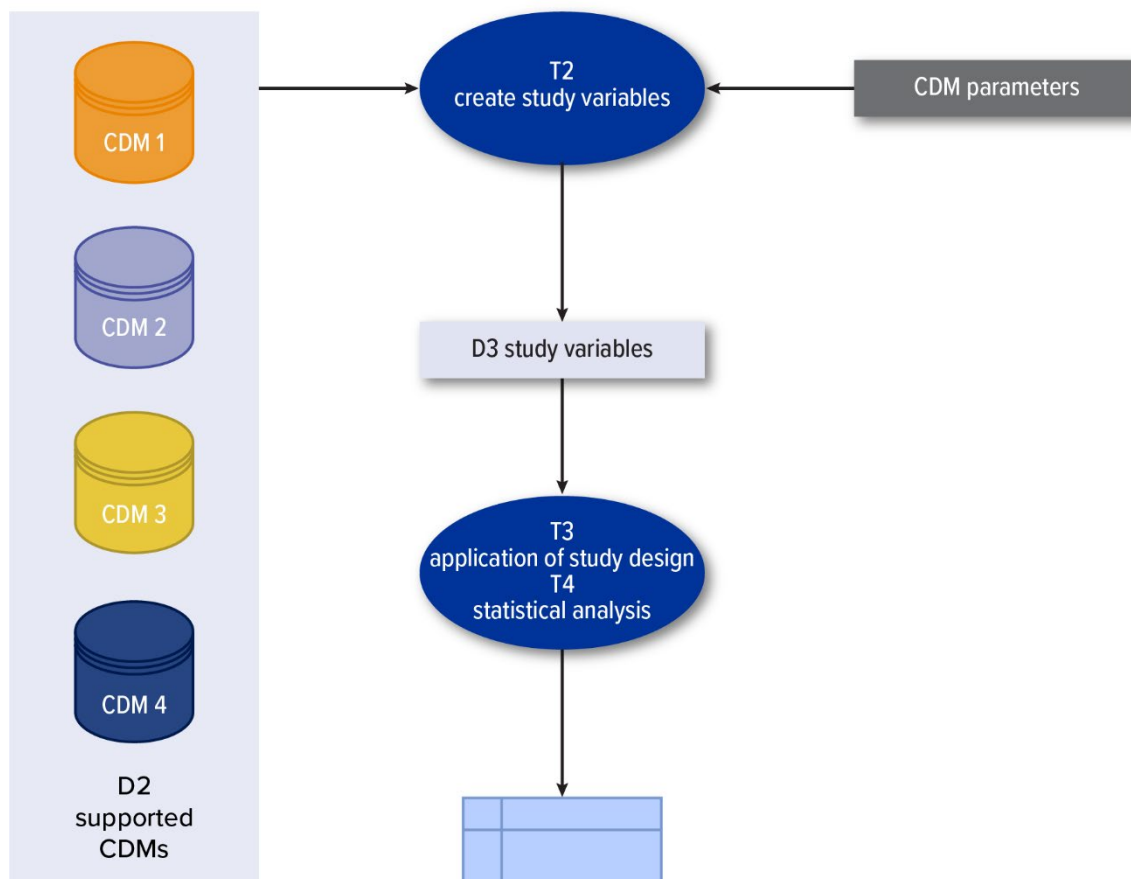 CDM 1
CDM 2
CDM 3
CDM 4
D2
supported
CDMs
T2
create study variables
CDM parameters
D3 study variables
T3
application of study design
T4
statistical analysis